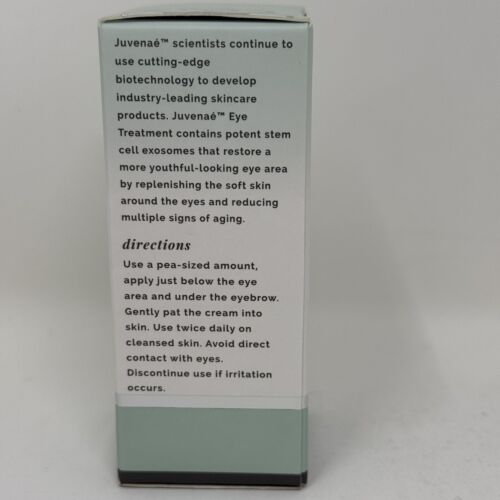 Juvenaé™ scientists continue to
use cutting-edge
biotechnology to develop
industry-leading skincare
products. Juvenaé™ Eye
Treatment contains potent stem
cell exosomes that restore a
more youthful-looking eye area
by replenishing the soft skin
around the eyes and reducing
multiple signs of aging.
directions
Use a pea-sized amount,
apply just below the eye
area and under the eyebrow.
Gently pat the cream into
skin. Use twice daily on
cleansed skin. Avoid direct
contact with eyes.
Discontinue use if irritation
occurs.